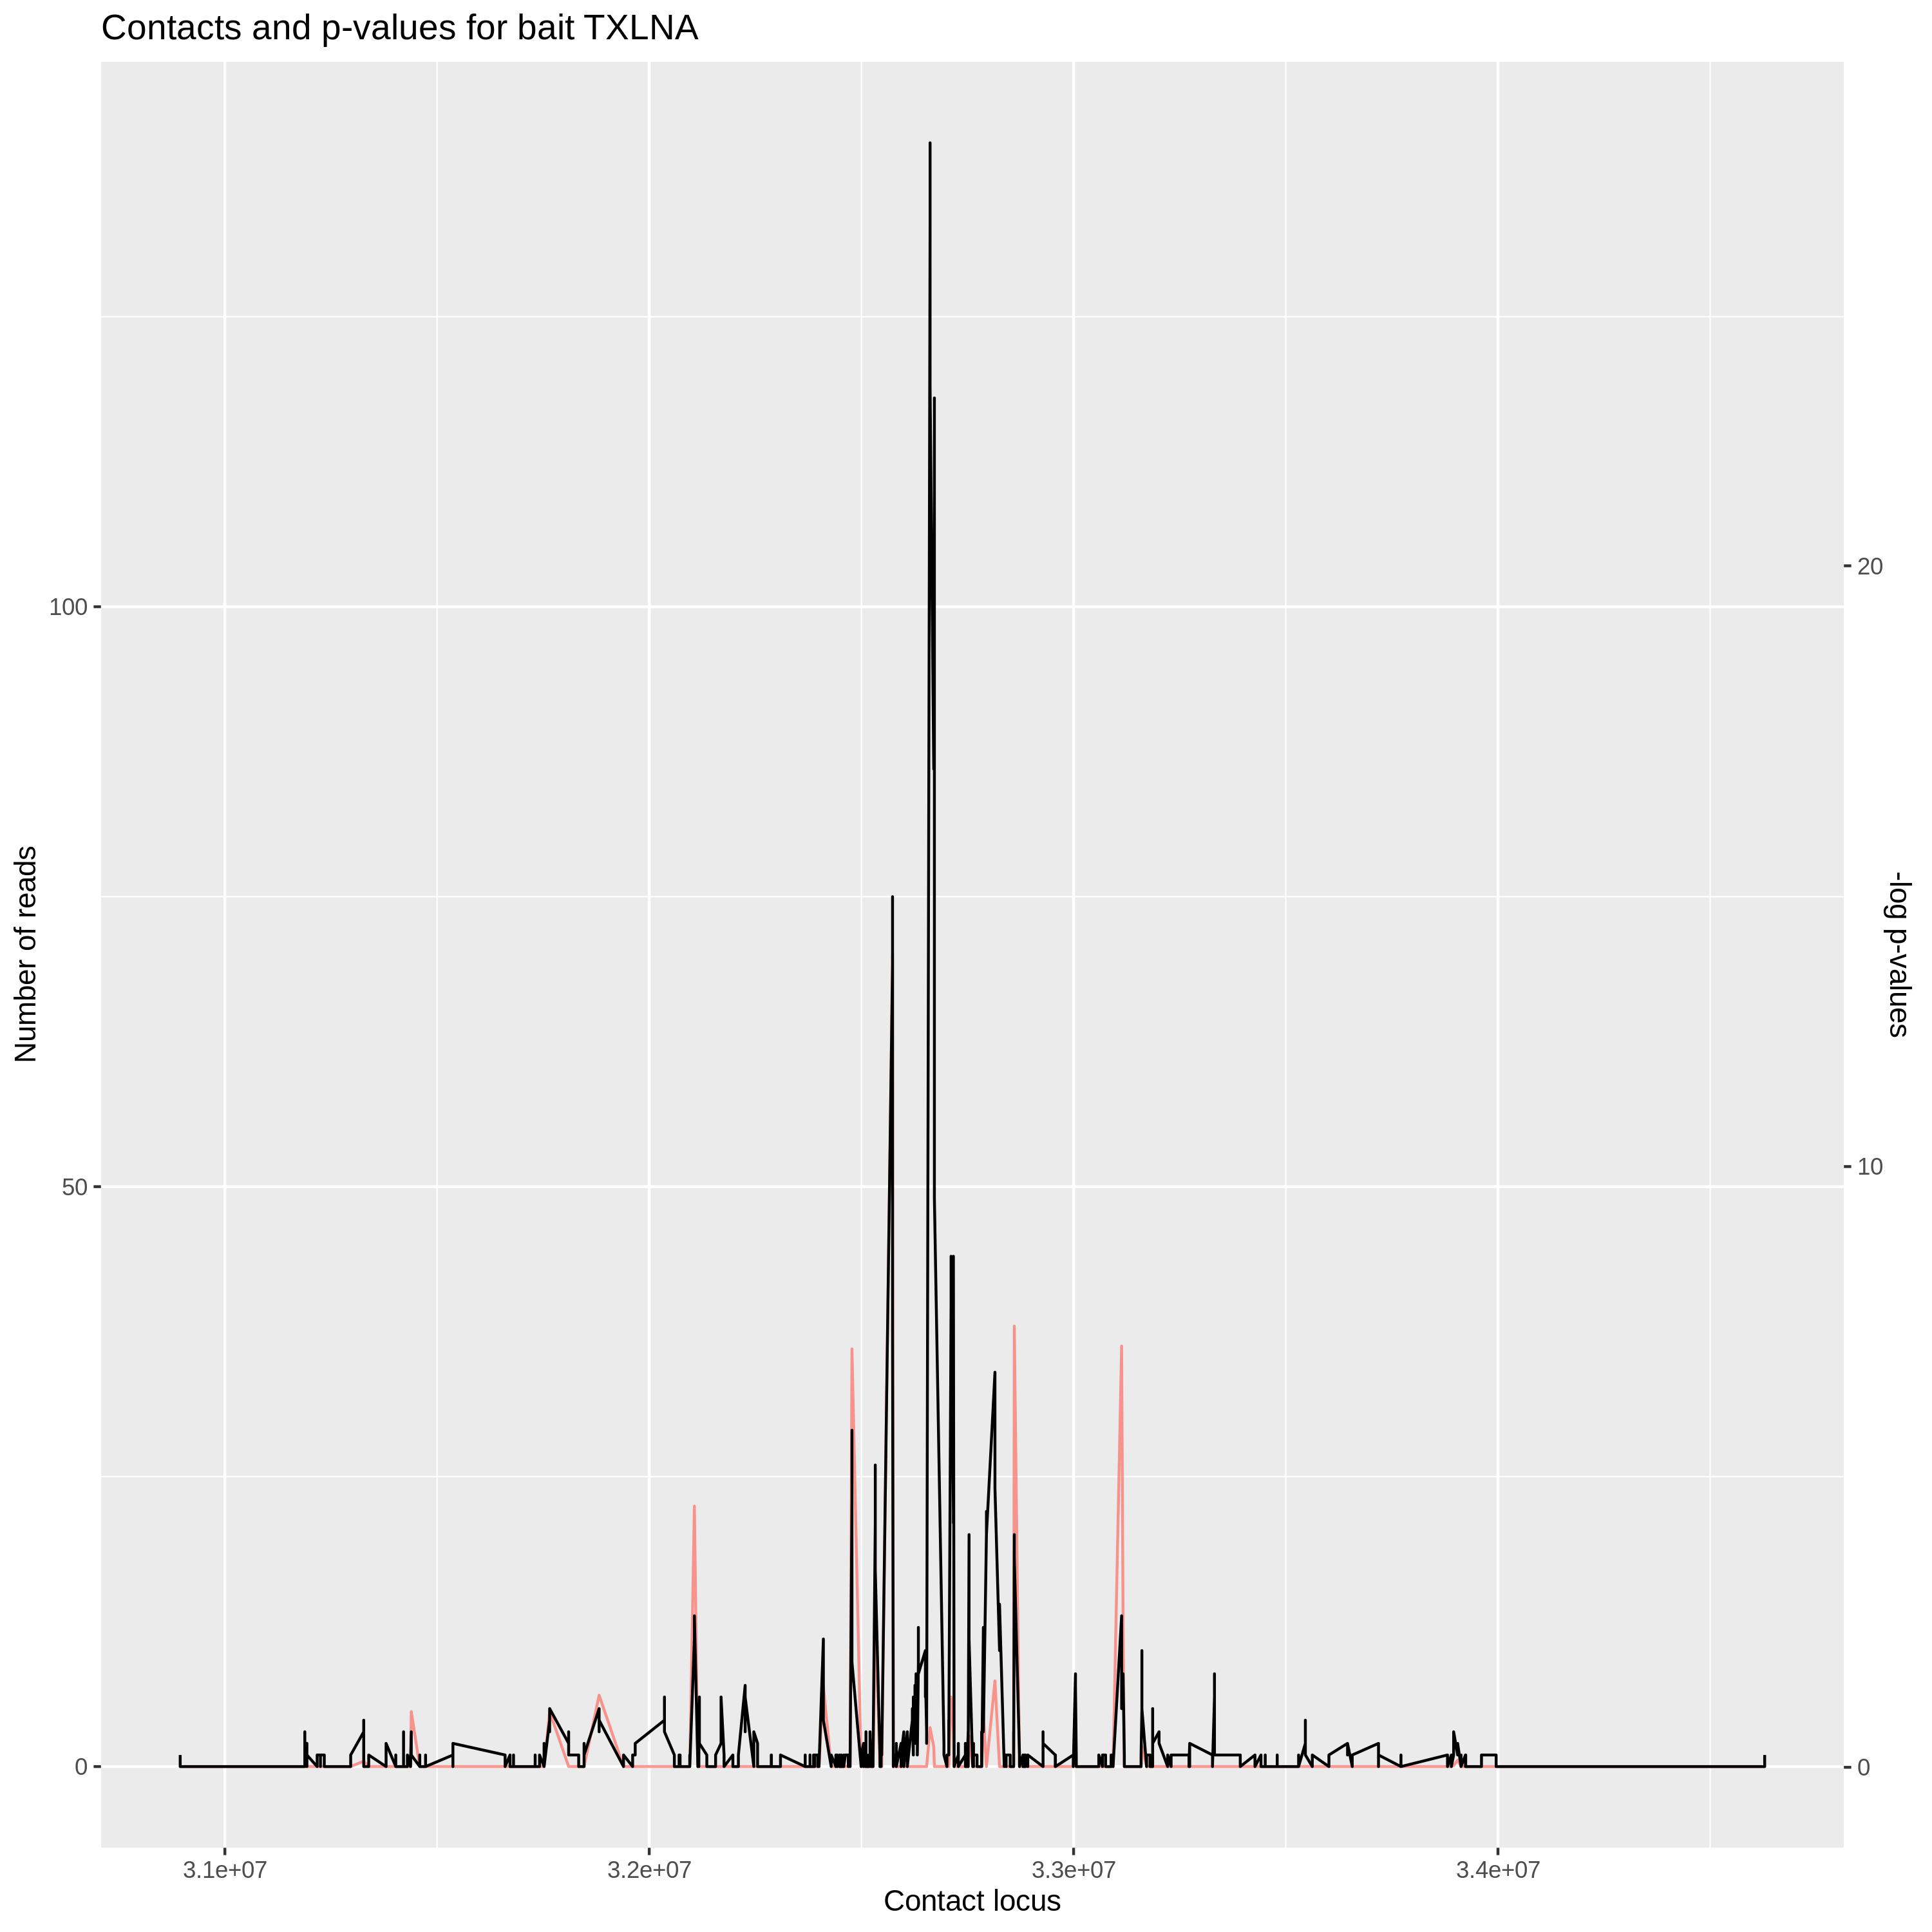 Contacts and p-values for bait TXLNA
Number of reads
100
50
0
20
10
0
-log p-values
3.1e+07 3.2e+07 3.3e+07 3.4e+07
Contact locus